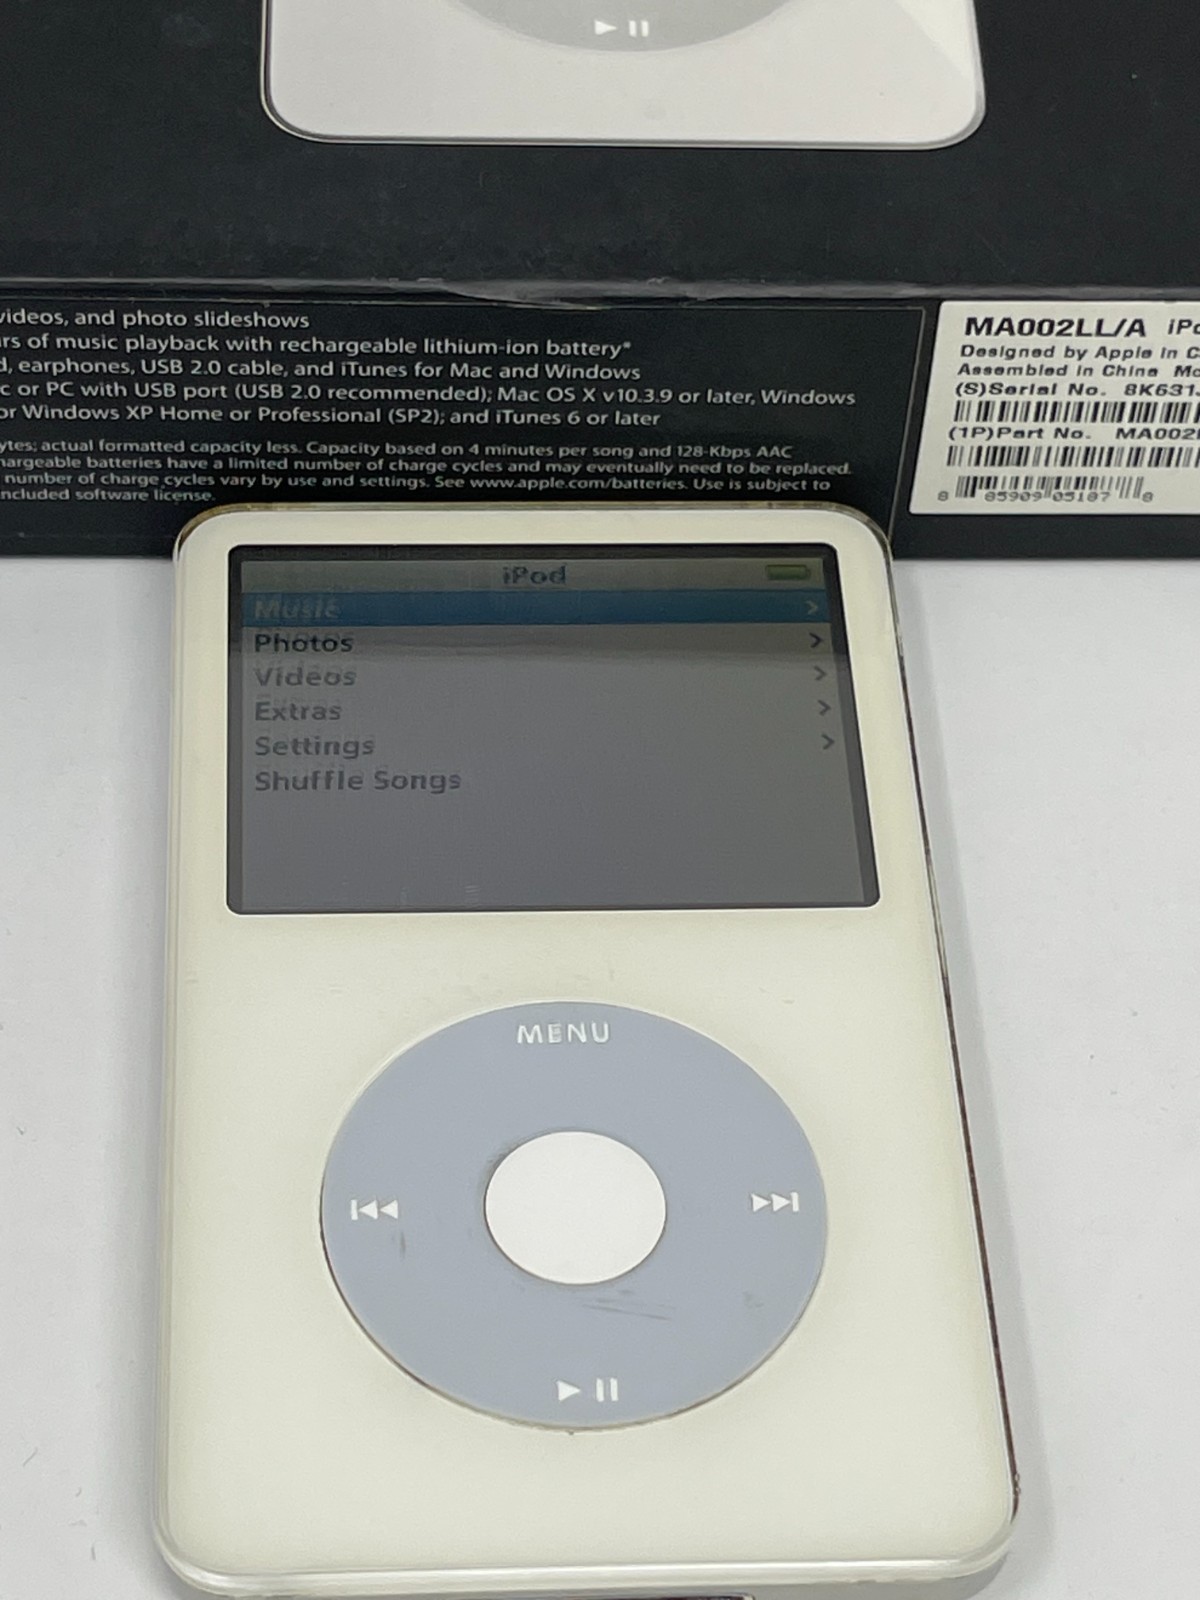 videos, and photo slideshows
rs of music playback with rechargeable lithium-ion battery*
d, earphones, USB 2.0 cable, and iTunes for Mac and Windows
c or PC with USB port (USB 2.0 recommended); Mac OS X v10.3.9 or later, Windows
or Windows XP Home or Professional (SP2); and iTunes 6 or later
ytes; actual formatted capacity less. Capacity based on 4 minutes per song and 128-Kbps AAC
hargeable batteries have a limited number of charge cycles and may eventually need to be replaced.
number of charge cycles vary by use and settings. See www.apple.com/batteries. Use is subject to
ncluded software license.
MA002LL/A iPo
Designed by Apple in C
Assembled in China Mo
(S)Serial No. 8K631
(1P)Part No. MA002
8 85909 05187 8
iPod
Music
Photos
Videos
Extras
Settings
Shuffle Songs
MENU